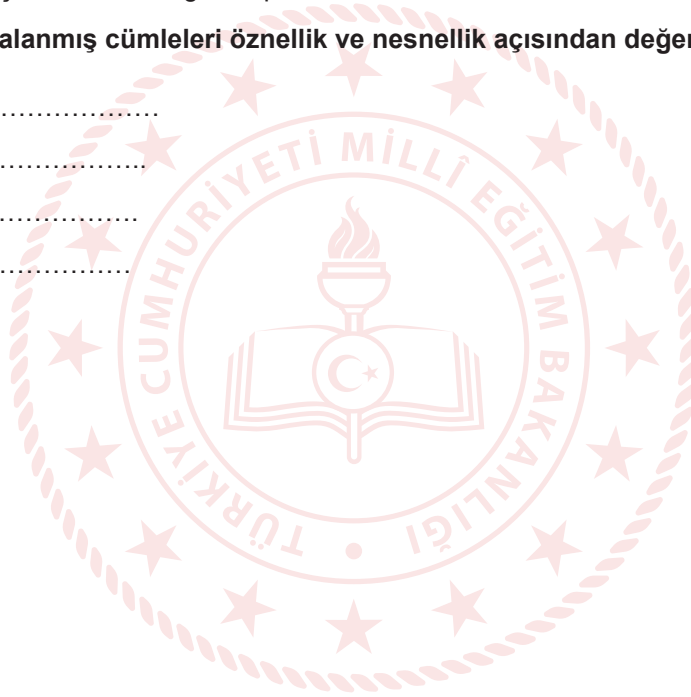 alanmış cümleleri öznellik ve nesnellik açısından değer
………………
……………..
…………….
……………
TÜRKİYE CUMHURİYETİ MİLLÎ EĞİTİM BAKANLIĞI